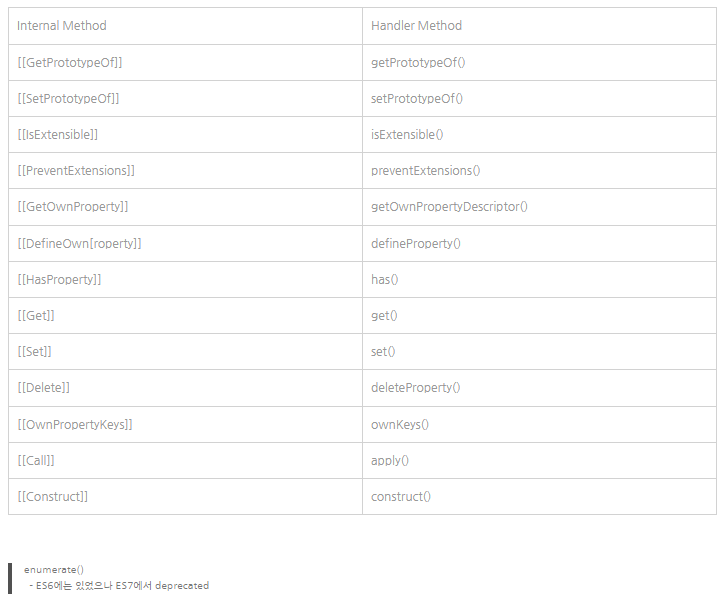 Internal Method Handler Method
[[GetPrototypeOf]] getPrototypeOf()
[[SetPrototypeOf]] setPrototypeOf()
[[IsExtensible]] isExtensible()
[[PreventExtensions]] preventExtensions()
[[GetOwnProperty]] getOwnPropertyDescriptor()
[[DefineOwn[roperty]] defineProperty()
[[HasProperty]] has()
[[Get]] get()
[[Set]] set()
[[Delete]] deleteProperty()
[[OwnPropertyKeys]] ownKeys()
[[Call]] apply()
[[Construct]] construct()
enumerate()
- ES6에는 있었으나 ES7에서 deprecated